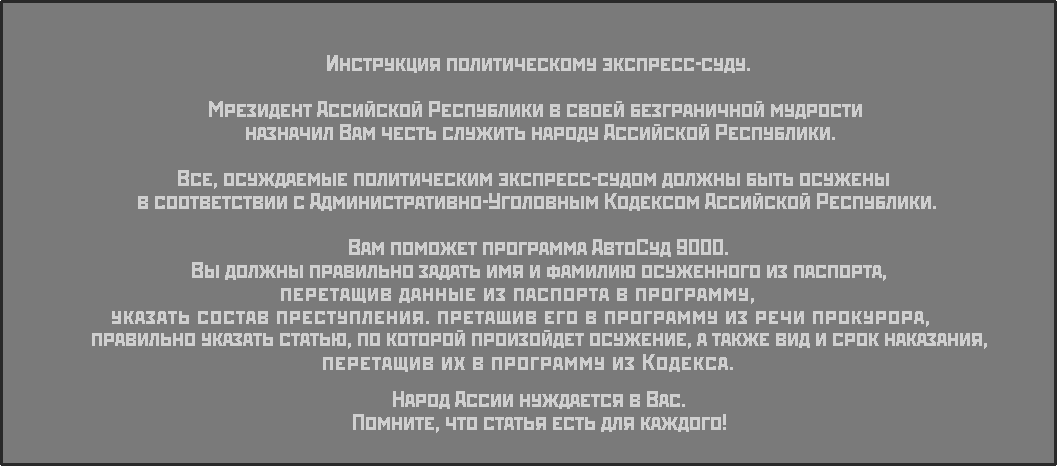 Инструкция политическому экспресс-суду.
Мрезидент Ассийской Республики в своей безграничной мудрости
назначил Вам честь служить народу Ассийской Республики.
Все, осуждаемые политическим экспресс-судом должны быть осужены
в соответствии с Административно-Уголовным Кодексом Ассийской Республики.
Вам поможет программа АвтоСуд 9000.
Вы должны правильно задать имя и фамилию осуженного из паспорта,
перетащив данные из паспорта в программу,
указать состав преступления. претащив его в программу из речи прокурора,
правильно указать статью, по которой произойдет осужение, а также вид и срок наказания,
перетащив их в программу из Кодекса.
Народ Ассии нуждается в Вас.
Помните, что статья есть для каждого!